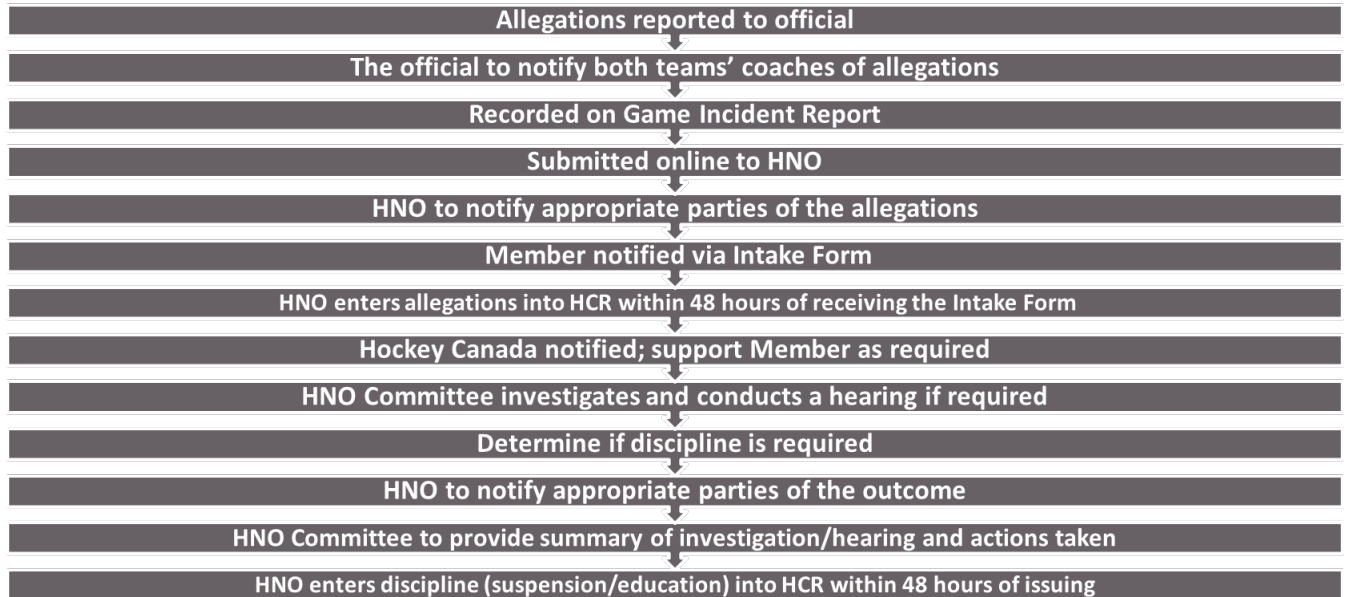 Allegations reported to official
The official to notify both teams’ coaches of allegations
Recorded on Game Incident Report
Submitted online to HNO
HNO to notify appropriate parties of the allegations
Member notified via Intake Form
HNO enters allegations into HCR within 48 hours of receiving the Intake Form
Hockey Canada notified; support Member as required
HNO Committee investigates and conducts a hearing if required
Determine if discipline is required
HNO to notify appropriate parties of the outcome
HNO Committee to provide summary of investigation/hearing and actions taken
HNO enters discipline (suspension/education) into HCR within 48 hours of issuing